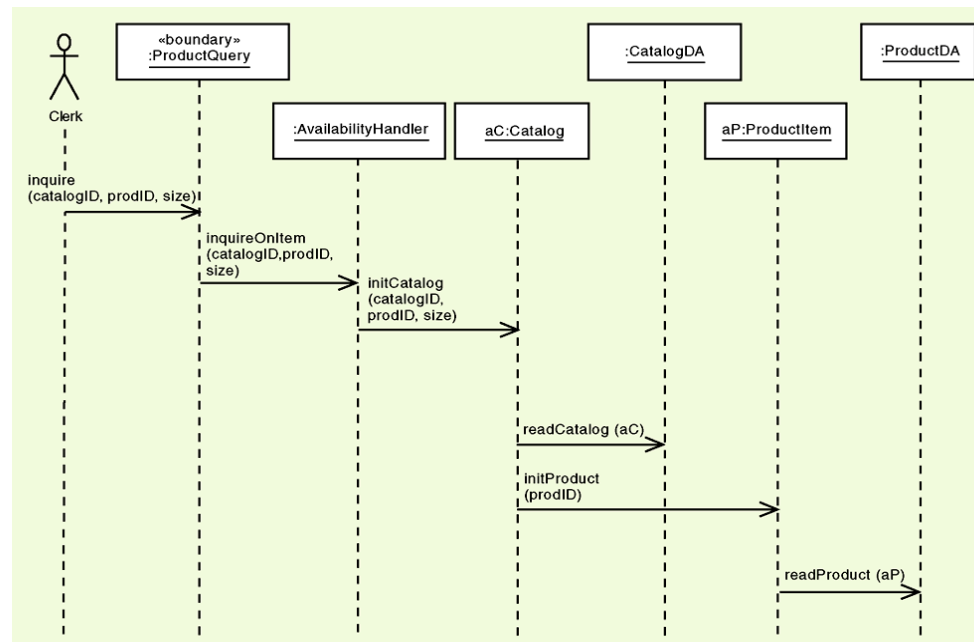 «boundary»
:ProductQuery
:CatalogDA
:ProductDA
Clerk
:AvailabilityHandler
aC:Catalog
aP:ProductItem
inquire
(catalogID, prodID, size)
inquireOnItem
(catalogID,prodID,
size)
initCatalog
(catalogID,
prodID, size)
readCatalog (aC)
initProduct
(prodID)
readProduct (aP)